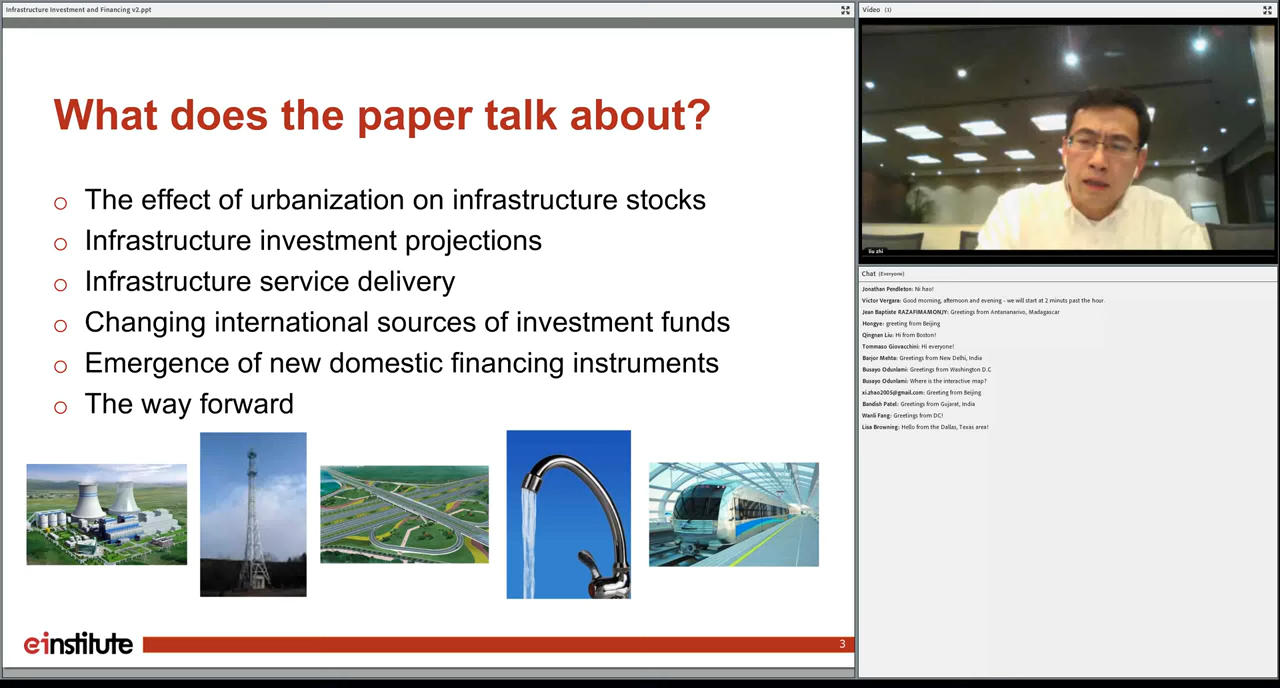 Infrastructure Investment and Financing v2.ppt
What does the paper talk about?
The effect of urbanization on infrastructure stocks
Infrastructure investment projections
Infrastructure service delivery
Changing international sources of investment funds
Emergence of new domestic financing instruments
The way forward
einstitute
3
Video (1)
liu zhi
Chat (Everyone)
Jonathan Pendleton: Ni hao!
Victor Vergara: Good morning, afternoon and evening - we will start at 2 minuts past the hour.
Jean Baptiste RAZAFIMAMONJY: Greetings from Antananarivo, Madagascar
Hongye: greeting from Beijing
Qingnan Liu: Hi from Boston!
Tommaso Giovacchini: Hi everyone!
Barjor Mehta: Greetings from New Delhi, India
Busayo Odunlami: Greetings from Washington D.C
Busayo Odunlami: Where is the interactive map?
xi.zhao2005@gmail.com: Greeting from Beijing
Bandish Patel: Greetings from Gujarat, India
Wanli Fang: Greetings from DC!
Lisa Browning: Hello from the Dallas, Texas area!